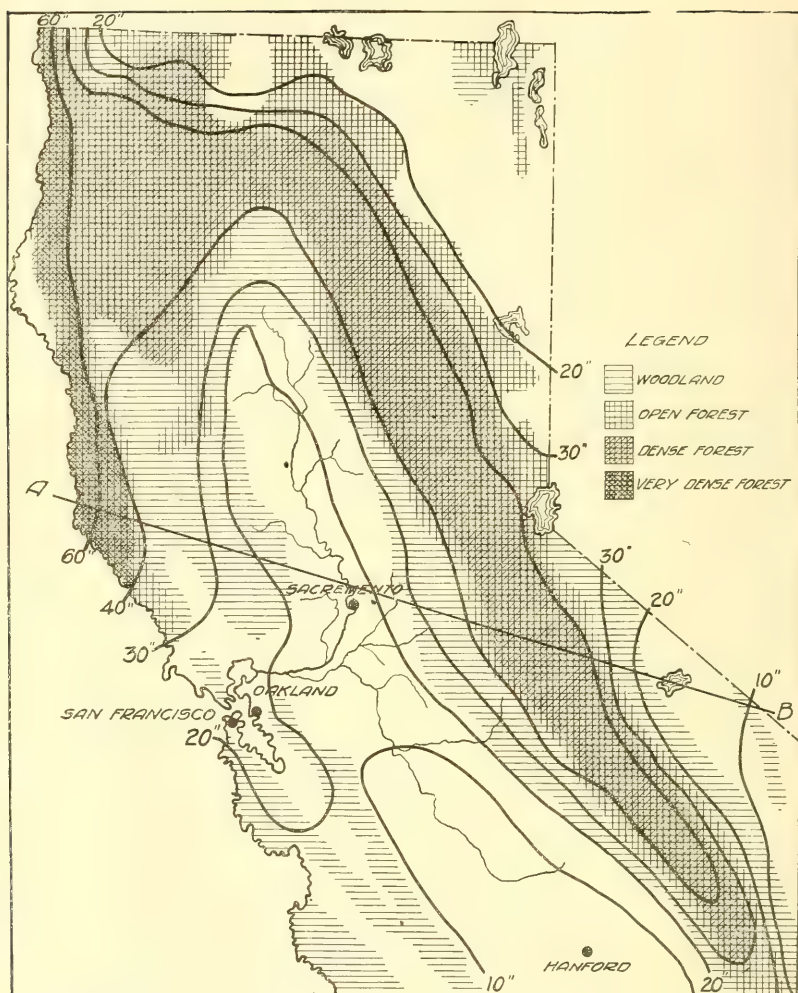 60" 20"
LEGEND
WOODLAND
20"
OPEN FOREST
30"
DENSE FOREST
VERY DENSE FOREST
A
60"
30"
40"
SACREMENTO
20"
30"
10"
OAKLAND
B
SAN FRANCISCO
20"
HANFORD
10"
20"